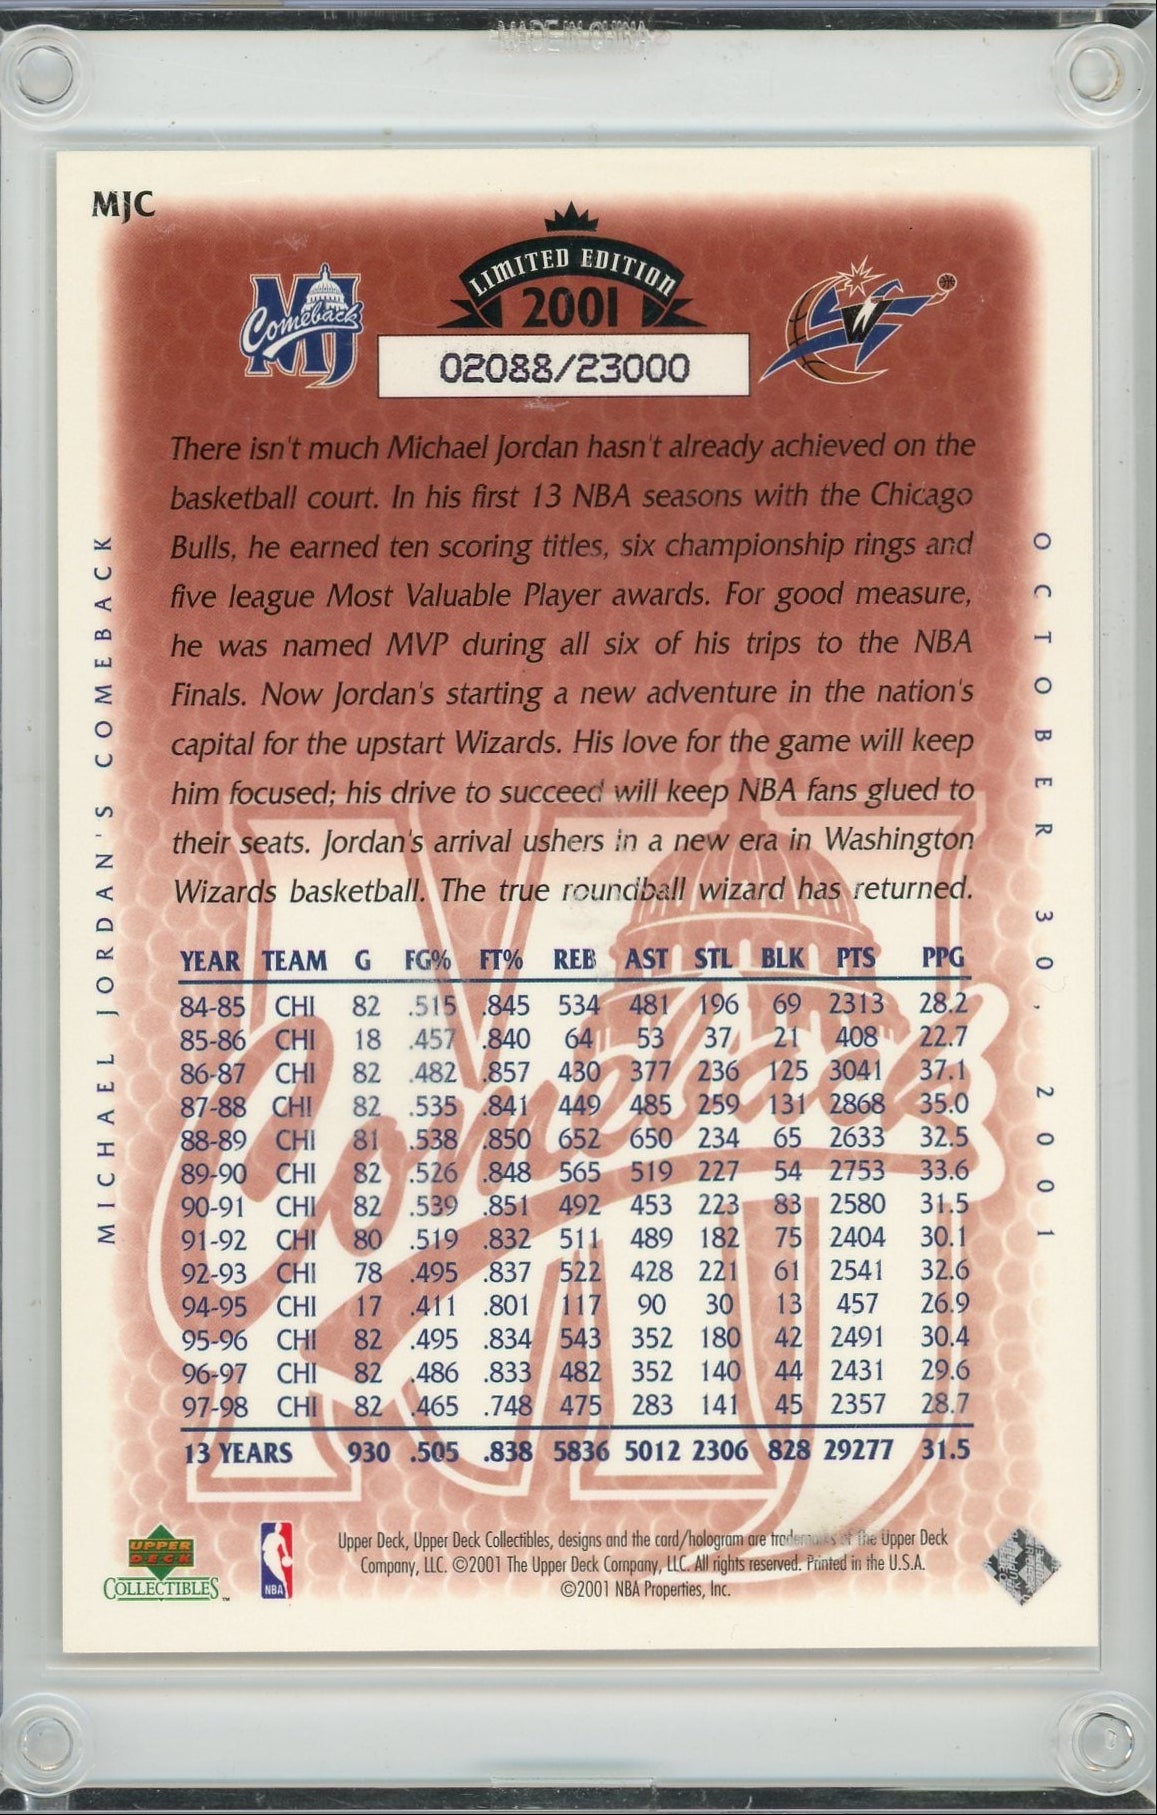 MADE IN CHINA
MJC
LIMITED EDITION
2001
MJ
Comeback
W
02088/23000
There isn't much Michael Jordan hasn't already achieved on the
basketball court. In his first 13 NBA seasons with the Chicago
Bulls, he earned ten scoring titles, six championship rings and
five league Most Valuable Player awards. For good measure,
he was named MVP during all six of his trips to the NBA
Finals. Now Jordan's starting a new adventure in the nation's
capital for the upstart Wizards. His love for the game will keep
him focused; his drive to succeed will keep NBA fans glued to
their seats. Jordan's arrival ushers in a new era in Washington
Wizards basketball. The true roundball wizard has returned.
MICHAEL JORDAN'S COMEBACK
OCTOBER 30, 2001
MJ
Comeback
YEAR TEAM G FG% FT% REB AST STL BLK PTS PPG
84-85 CHI 82 .515 .845 534 481 196 69 2313 28.2
85-86 CHI 18 .457 .840 64 53 37 21 408 22.7
86-87 CHI 82 .482 .857 430 377 236 125 3041 37.1
87-88 CHI 82 .535 .841 449 485 259 131 2868 35.0
88-89 CHI 81 .538 .850 652 650 234 65 2633 32.5
89-90 CHI 82 .526 .848 565 519 227 54 2753 33.6
90-91 CHI 82 .539 .851 492 453 223 83 2580 31.5
91-92 CHI 80 .519 .832 511 489 182 75 2404 30.1
92-93 CHI 78 .495 .837 522 428 221 61 2541 32.6
94-95 CHI 17 .411 .801 117 90 30 13 457 26.9
95-96 CHI 82 .495 .834 543 352 180 42 2491 30.4
96-97 CHI 82 .486 .833 482 352 140 44 2431 29.6
97-98 CHI 82 .465 .748 475 283 141 45 2357 28.7
13 YEARS 930 .505 .838 5836 5012 2306 828 29277 31.5
UPPER
DECK
COLLECTIBLES™
NBA
Upper Deck, Upper Deck Collectibles, designs and the card/hologram are trademarks of The Upper Deck
Company, LLC. ©2001 The Upper Deck Company, LLC. All rights reserved. Printed in the U.S.A.
©2001 NBA Properties, Inc.